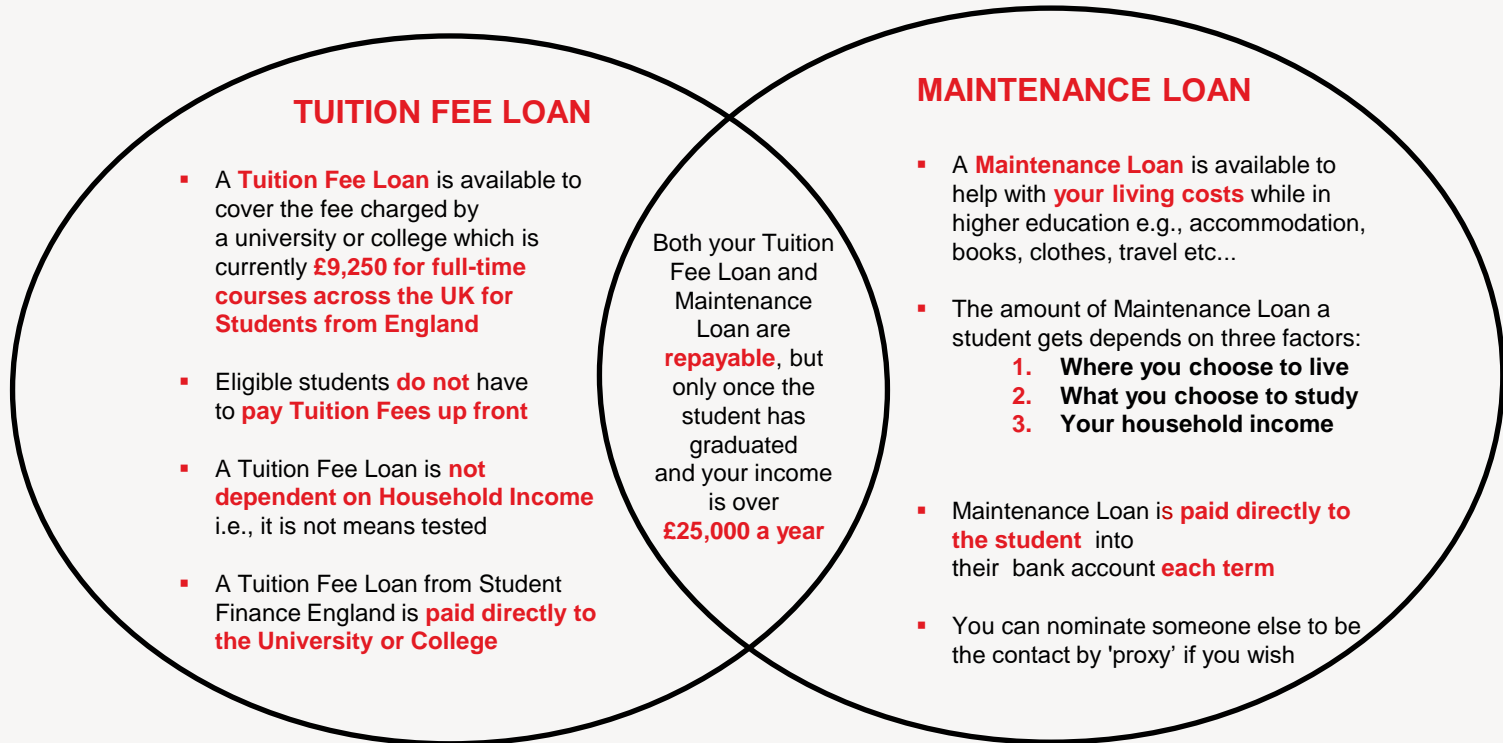 TUITION FEE LOAN
▪ A Tuition Fee Loan is available to
cover the fee charged by
a university or college which is
currently £9,250 for full-time
courses across the UK for
Students from England
▪ Eligible students do not have
to pay Tuition Fees up front
▪ A Tuition Fee Loan is not
dependent on Household Income
i.e., it is not means tested
▪ A Tuition Fee Loan from Student
Finance England is paid directly to
the University or College
Both your Tuition
Fee Loan and
Maintenance
Loan are
repayable, but
only once the
student has
graduated
and your income
is over
£25,000 a year
MAINTENANCE LOAN
▪ A Maintenance Loan is available to
help with your living costs while in
higher education e.g., accommodation,
books, clothes, travel etc...
▪ The amount of Maintenance Loan a
student gets depends on three factors:
1. Where you choose to live
2. What you choose to study
3. Your household income
▪ Maintenance Loan is paid directly to
the student into
their bank account each term
▪ You can nominate someone else to be
the contact by 'proxy’ if you wish